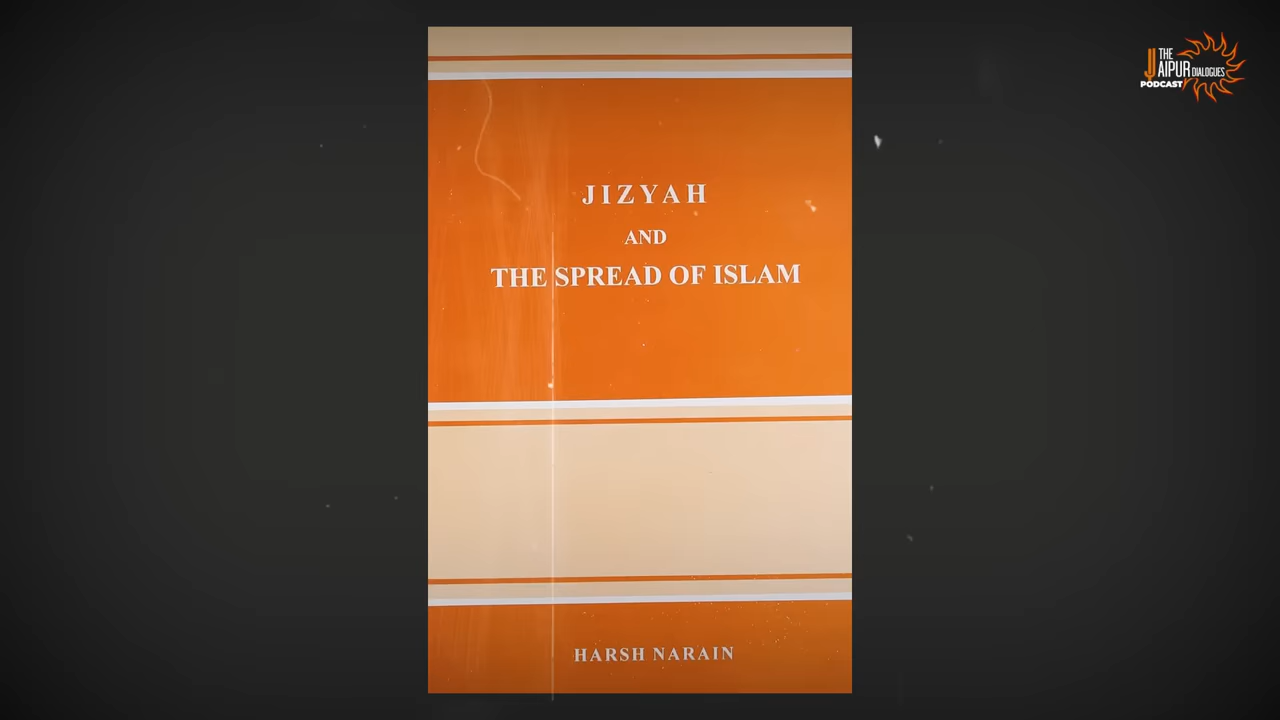 JIZYAH
AND
THE SPREAD OF ISLAM
HARSH NARAIN
THE
JAIPUR DIALOGUES
PODCAST